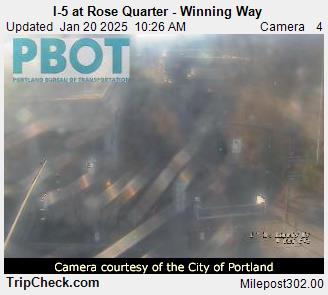 I-5 at Rose Quarter - Winning Way
Updated Jan 20 2025 10:26 AM Camera 4
PBOT
PORTLAND BUREAU OF TRANSPORTATION
Camera courtesy of the City of Portland
TripCheck.com Milepost302.00